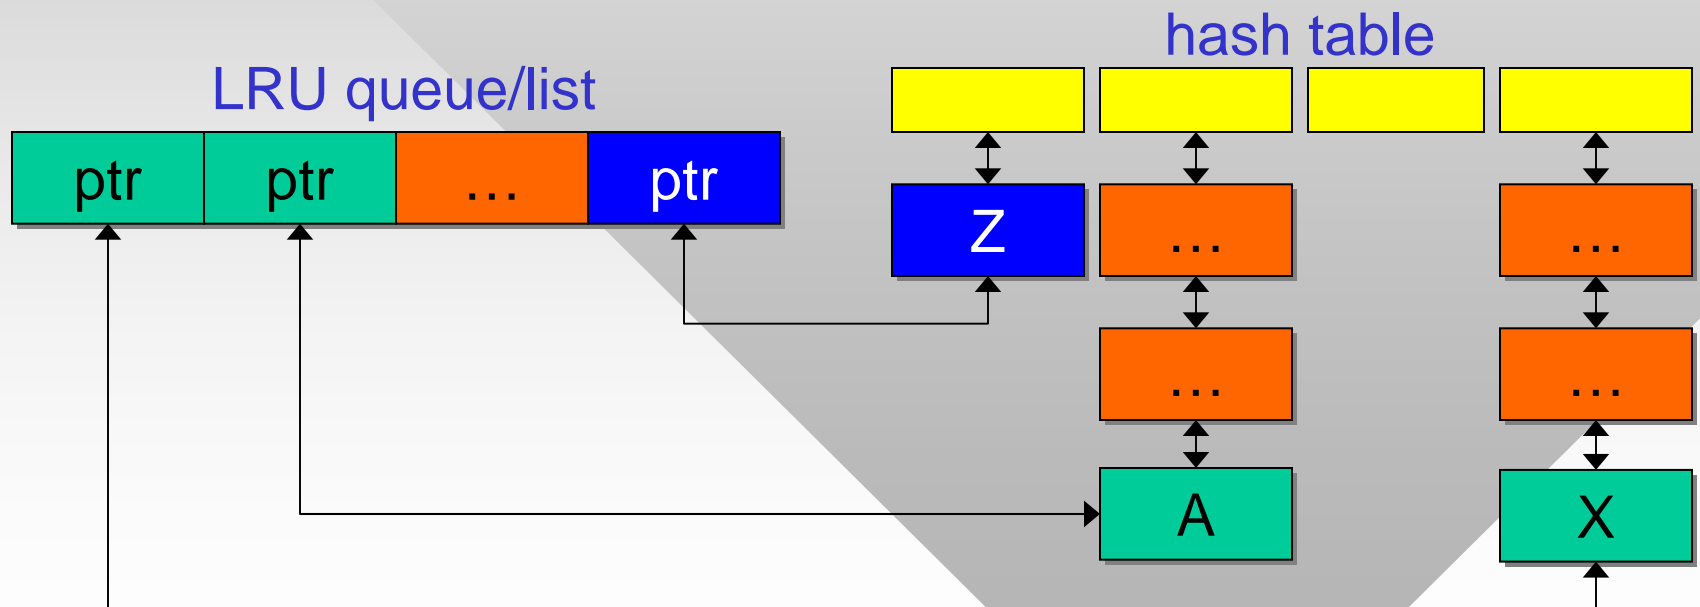 hash table
LRU queue/list
ptr ptr ... ptr
Z ... ...
... ...
A X